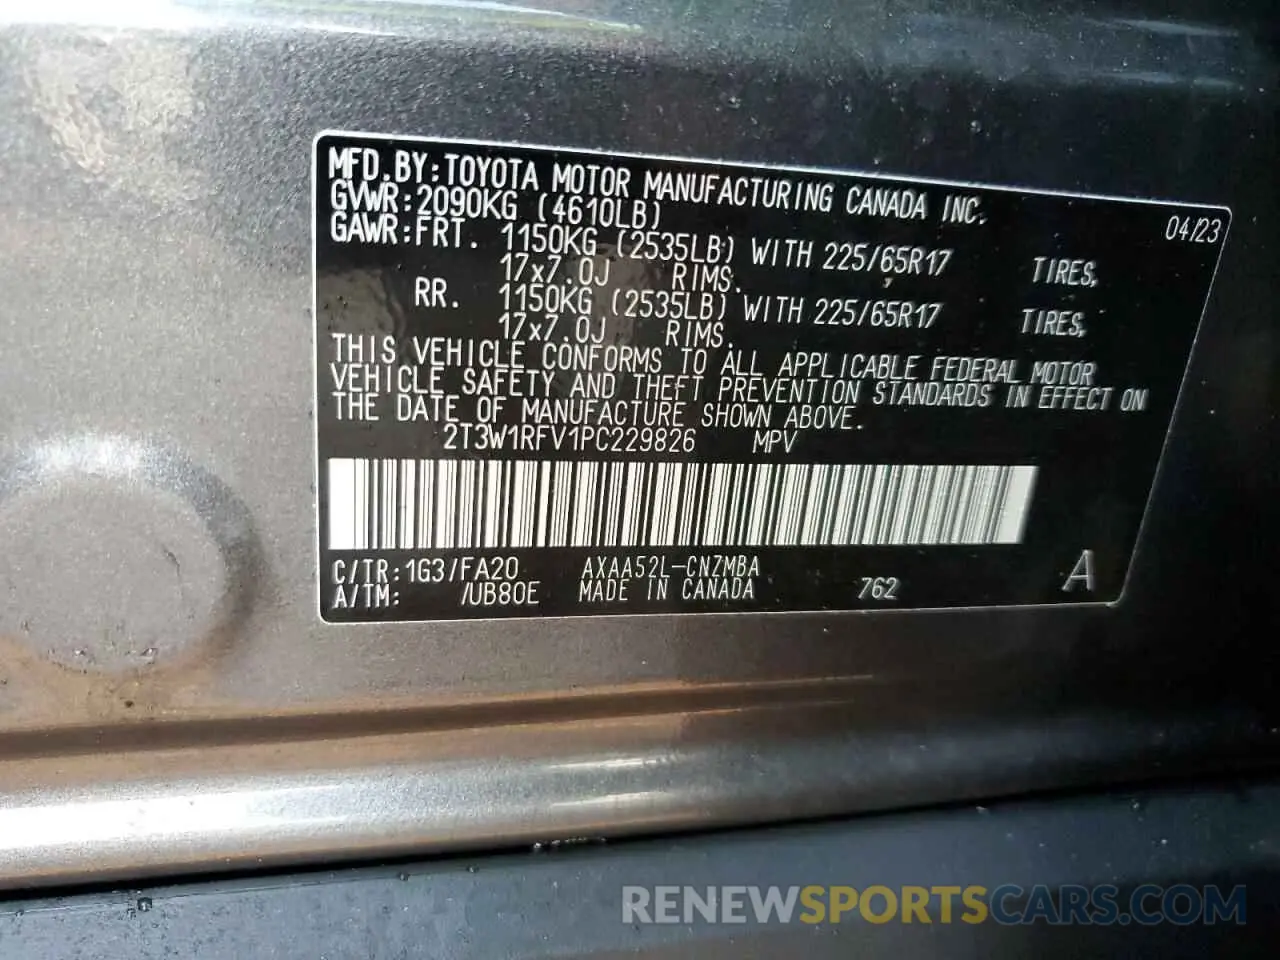 MFD.BY:TOYOTA MOTOR MANUFACTURING CANADA INC.
GVWR:2090KG (4610LB) 04/23
GAWR:FRT. 1150KG (2535LB) WITH 225/65R17 TIRES,
17x7.0J RIMS.
RR. 1150KG (2535LB) WITH 225/65R17 TIRES,
17x7.0J RIMS.
THIS VEHICLE CONFORMS TO ALL APPLICABLE FEDERAL MOTOR
VEHICLE SAFETY AND THEFT PREVENTION STANDARDS IN EFFECT ON
THE DATE OF MANUFACTURE SHOWN ABOVE.
2T3W1RFV1PC229826 MPV
C/TR:1G3/FA20 AXAA52L-CNZMBA
A/TM: /UB80E MADE IN CANADA 762 A
RENEWSPORTSCARS.COM